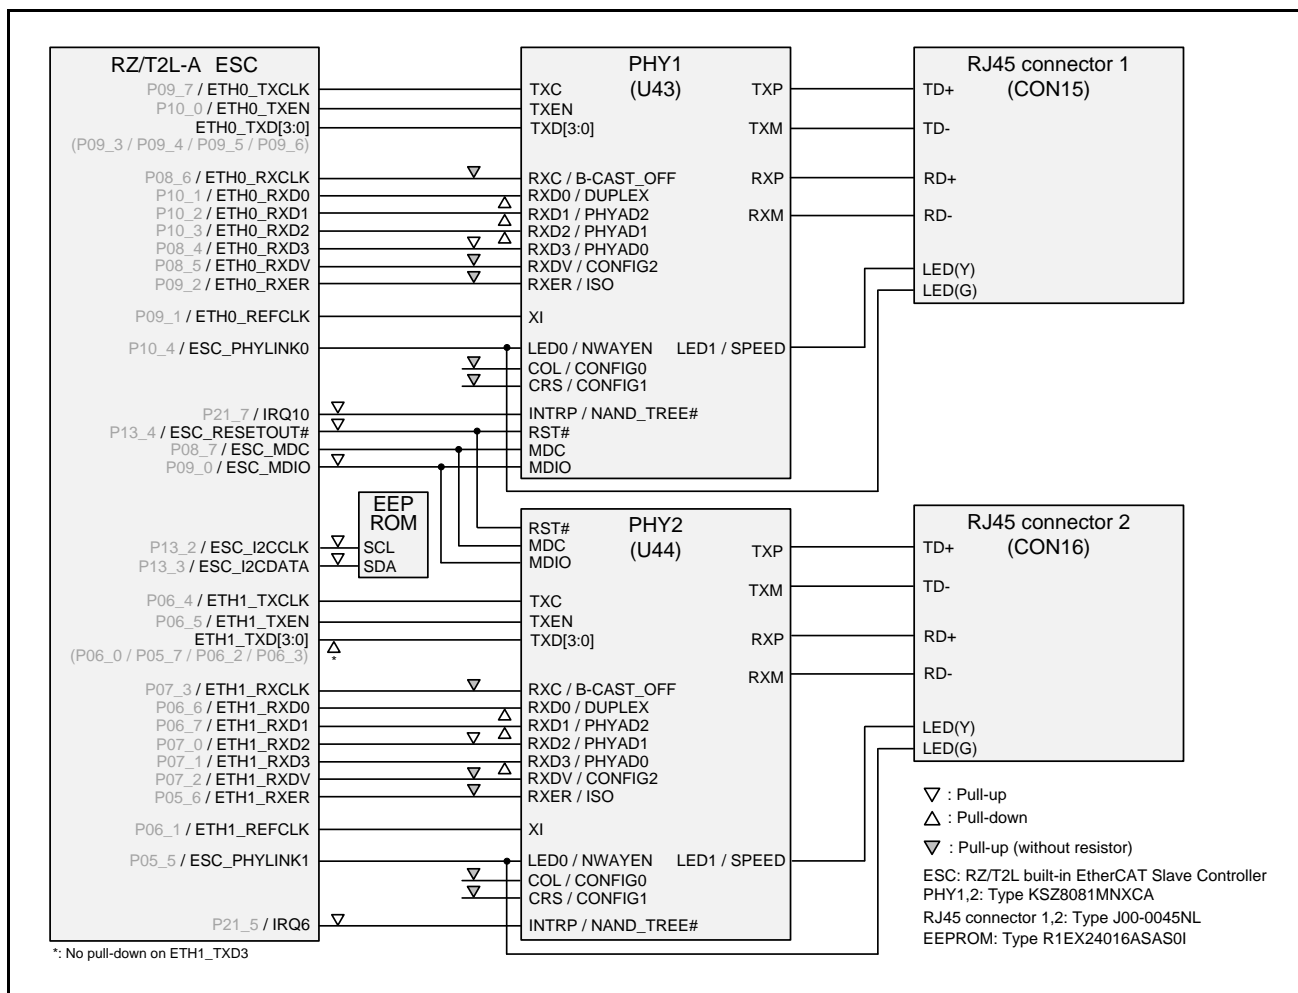 RZ/T2L-A ESC
P09_7 / ETH0_TXCLK
P10_0 / ETH0_TXEN
ETH0_TXD[3:0]
(P09_3 / P09_4 / P09_5 / P09_6)
P08_6 / ETH0_RXCLK
P10_1 / ETH0_RXD0
P10_2 / ETH0_RXD1
P10_3 / ETH0_RXD2
P08_4 / ETH0_RXD3
P08_5 / ETH0_RXDV
P09_2 / ETH0_RXER
P09_1 / ETH0_REFCLK
P10_4 / ESC_PHYLINK0
P21_7 / IRQ10
P13_4 / ESC_RESETOUT#
P08_7 / ESC_MDC
P09_0 / ESC_MDIO
P13_2 / ESC_I2CCLK
P13_3 / ESC_I2CDATA
P06_4 / ETH1_TXCLK
P06_5 / ETH1_TXEN
ETH1_TXD[3:0]
(P06_0 / P05_7 / P06_2 / P06_3)
*
P07_3 / ETH1_RXCLK
P06_6 / ETH1_RXD0
P06_7 / ETH1_RXD1
P07_0 / ETH1_RXD2
P07_1 / ETH1_RXD3
P07_2 / ETH1_RXDV
P05_6 / ETH1_RXER
P06_1 / ETH1_REFCLK
P05_5 / ESC_PHYLINK1
P21_5 / IRQ6
*: No pull-down on ETH1_TXD3
EEP
ROM
SCL
SDA
PHY1
(U43)
TXC
TXEN
TXD[3:0]
RXC / B-CAST_OFF
RXD0 / DUPLEX
RXD1 / PHYAD2
RXD2 / PHYAD1
RXD3 / PHYAD0
RXDV / CONFIG2
RXER / ISO
XI
LED0 / NWAYEN
COL / CONFIG0
CRS / CONFIG1
INTRP / NAND_TREE#
RST#
MDC
MDIO
TXP
TXM
RXP
RXM
LED1 / SPEED
RJ45 connector 1
(CON15)
TD+
TD-
RD+
RD-
LED(Y)
LED(G)
PHY2
(U44)
RST#
MDC
MDIO
TXC
TXEN
TXD[3:0]
RXC / B-CAST_OFF
RXD0 / DUPLEX
RXD1 / PHYAD2
RXD2 / PHYAD1
RXD3 / PHYAD0
RXDV / CONFIG2
RXER / ISO
XI
LED0 / NWAYEN
COL / CONFIG0
CRS / CONFIG1
INTRP / NAND_TREE#
TXP
TXM
RXP
RXM
LED1 / SPEED
RJ45 connector 2
(CON16)
TD+
TD-
RD+
RD-
LED(Y)
LED(G)
: Pull-up
: Pull-down
: Pull-up (without resistor)
ESC: RZ/T2L built-in EtherCAT Slave Controller
PHY1,2: Type KSZ8081MNXCA
RJ45 connector 1,2: Type J00-0045NL
EEPROM: Type R1EX24016ASAS0I